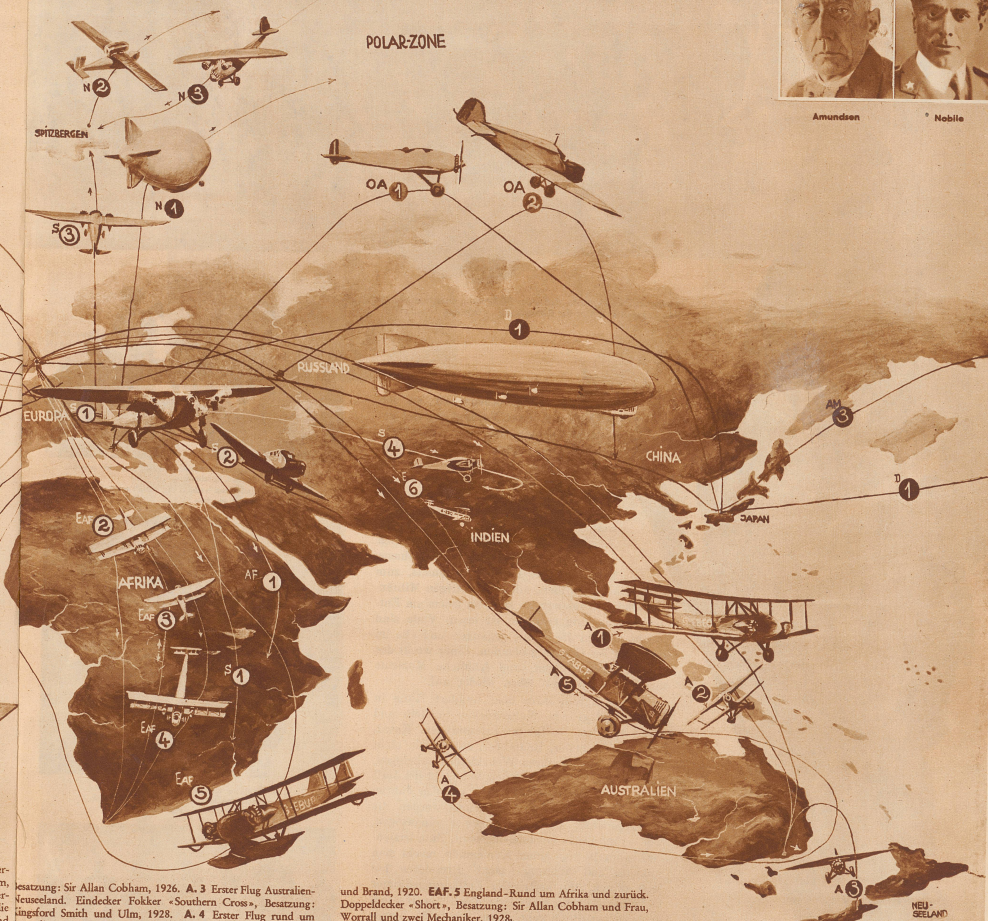 POLAR-ZONE
Amundsen
Nobile
N 2
N 3
SPITZBERGEN
N 1
S 3
OA 1
OA 2
D 1
RUSSLAND
EUROPA 1
S 2
S 4
E 6
CHINA
AM 3
D 1
JAPAN
INDIEN
EAF 2
AFRIKA
AF 1
EAF 3
S 1
EAF 4
EAF 5
EBU
A 1
G-ABCF
A 5
A 2
A 4
AUSTRALIEN
A 3
NEU-
SEELAND
Besatzung: Sir Allan Cobham, 1926. A. 3 Erster Flug Australien-
Neuseeland. Eindecker Fokker «Southern Cross», Besatzung:
Kingsford Smith und Ulm, 1928. A. 4 Erster Flug rund um
und Brand, 1920. EAF. 5 England-Rund um Afrika und zurück.
Doppeldecker «Short», Besatzung: Sir Allan Cobham und Frau,
Worrall und zwei Mechaniker, 1928.